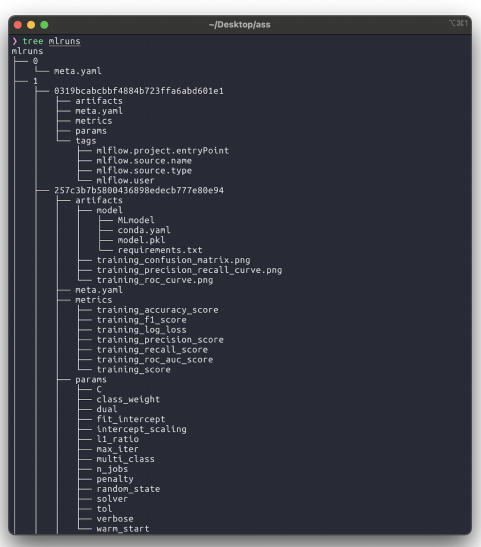 ~/Desktop/ass
⌥⌘1
❯ tree mlruns
mlruns
├── 0
│   └── meta.yaml
├── 1
│   ├── 0319bcabcbbf4884b723ffa6abd601e1
│   │   ├── artifacts
│   │   ├── meta.yaml
│   │   ├── metrics
│   │   ├── params
│   │   └── tags
│   │       ├── mlflow.project.entryPoint
│   │       ├── mlflow.source.name
│   │       ├── mlflow.source.type
│   │       └── mlflow.user
│   ├── 257c3b7b5800436898edecb777e80e94
│   │   ├── artifacts
│   │   │   ├── model
│   │   │   │   ├── MLmodel
│   │   │   │   ├── conda.yaml
│   │   │   │   ├── model.pkl
│   │   │   │   └── requirements.txt
│   │   │   ├── training_confusion_matrix.png
│   │   │   ├── training_precision_recall_curve.png
│   │   │   └── training_roc_curve.png
│   │   ├── meta.yaml
│   │   ├── metrics
│   │   │   ├── training_accuracy_score
│   │   │   ├── training_f1_score
│   │   │   ├── training_log_loss
│   │   │   ├── training_precision_score
│   │   │   ├── training_recall_score
│   │   │   ├── training_roc_auc_score
│   │   │   └── training_score
│   │   ├── params
│   │   │   ├── C
│   │   │   ├── class_weight
│   │   │   ├── dual
│   │   │   ├── fit_intercept
│   │   │   ├── intercept_scaling
│   │   │   ├── l1_ratio
│   │   │   ├── max_iter
│   │   │   ├── multi_class
│   │   │   ├── n_jobs
│   │   │   ├── penalty
│   │   │   ├── random_state
│   │   │   ├── solver
│   │   │   ├── tol
│   │   │   ├── verbose
│   │   │   └── warm_start